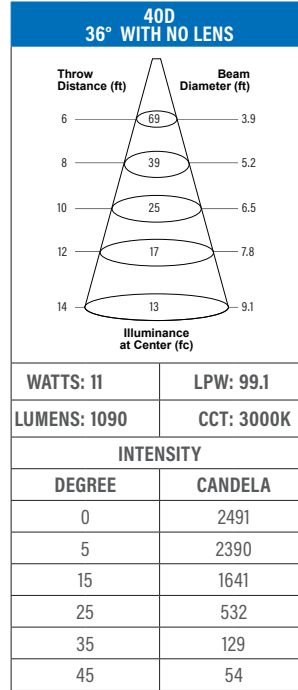 40D
36° WITH NO LENS
Throw Distance (ft)
Beam Diameter (ft)
6 69 3.9
8 39 5.2
10 25 6.5
12 17 7.8
14 13 9.1
Illuminance
at Center (fc)
WATTS: 11 LPW: 99.1
LUMENS: 1090 CCT: 3000K
INTENSITY
DEGREE CANDELA
0 2491
5 2390
15 1641
25 532
35 129
45 54